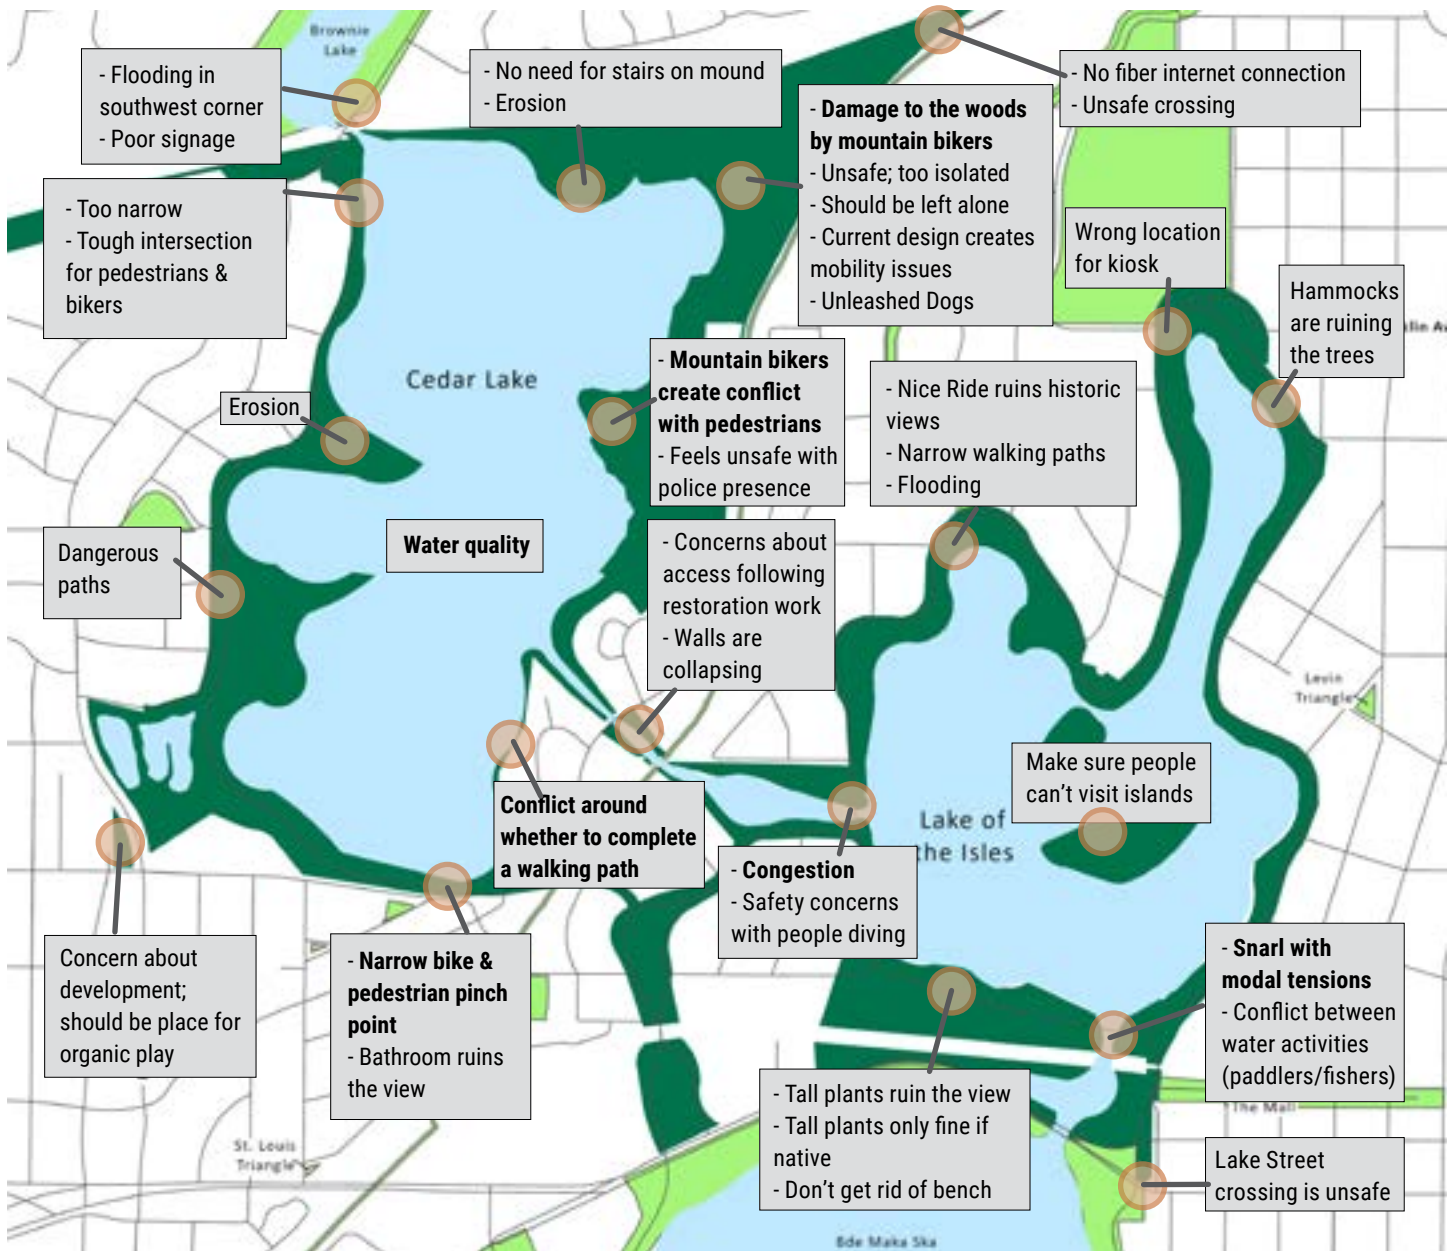 Brownie
Lake
- Flooding in
southwest corner
- Poor signage
- No need for stairs on mound
- Erosion
- No fiber internet connection
- Unsafe crossing
- Damage to the woods
by mountain bikers
- Unsafe; too isolated
- Should be left alone
- Current design creates
mobility issues
- Unleashed Dogs
- Too narrow
- Tough intersection
for pedestrians &
bikers
Wrong location
for kiosk
Hammocks
are ruining
the trees
Cedar Lake
- Mountain bikers
create conflict
with pedestrians
- Feels unsafe with
police presence
- Nice Ride ruins historic
views
- Narrow walking paths
- Flooding
Erosion
Water quality
Dangerous
paths
- Concerns about
access following
restoration work
- Walls are
collapsing
Levin
Triangle
Make sure people
can't visit islands
Lake of
the Isles
Conflict around
whether to complete
a walking path
- Congestion
- Safety concerns
with people diving
Concern about
development;
should be place for
organic play
- Narrow bike &
pedestrian pinch
point
- Bathroom ruins
the view
- Snarl with
modal tensions
- Conflict between
water activities
(paddlers/fishers)
- Tall plants ruin the view
- Tall plants only fine if
native
- Don't get rid of bench
The Mall
St. Louis
Triangle
Lake Street
crossing is unsafe
Bde Maka Ska